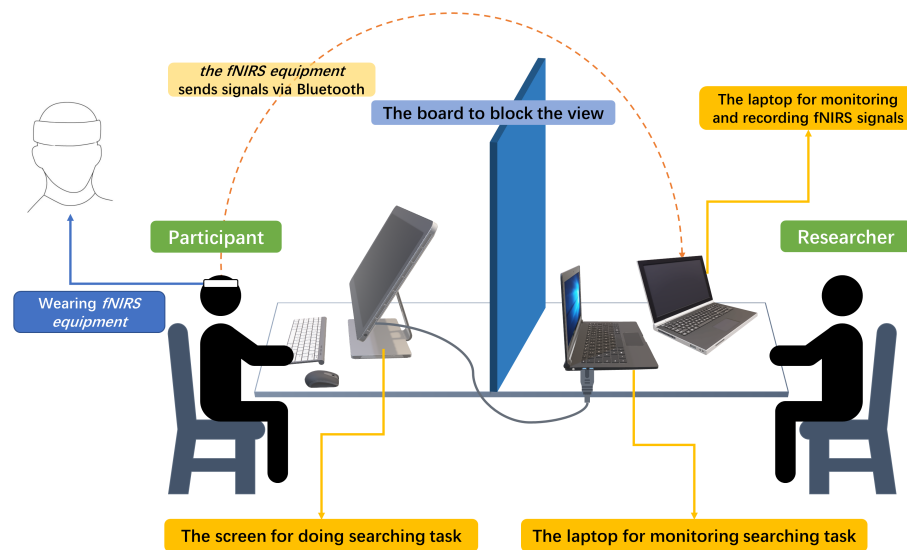 the fNIRS equipment
sends signals via Bluetooth
The board to block the view
The laptop for monitoring
and recording fNIRS signals
Participant
Researcher
Wearing fNIRS
equipment
The screen for doing searching task
The laptop for monitoring searching task